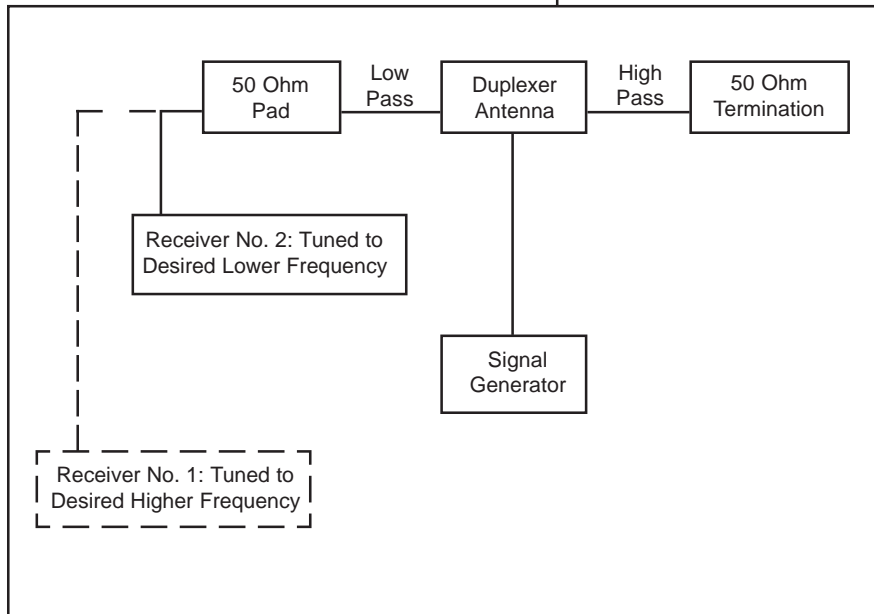 50 Ohm
Pad
Low
Pass
Duplexer
Antenna
High
Pass
50 Ohm
Termination
Receiver No. 2: Tuned to
Desired Lower Frequency
Signal
Generator
Receiver No. 1: Tuned to
Desired Higher Frequency